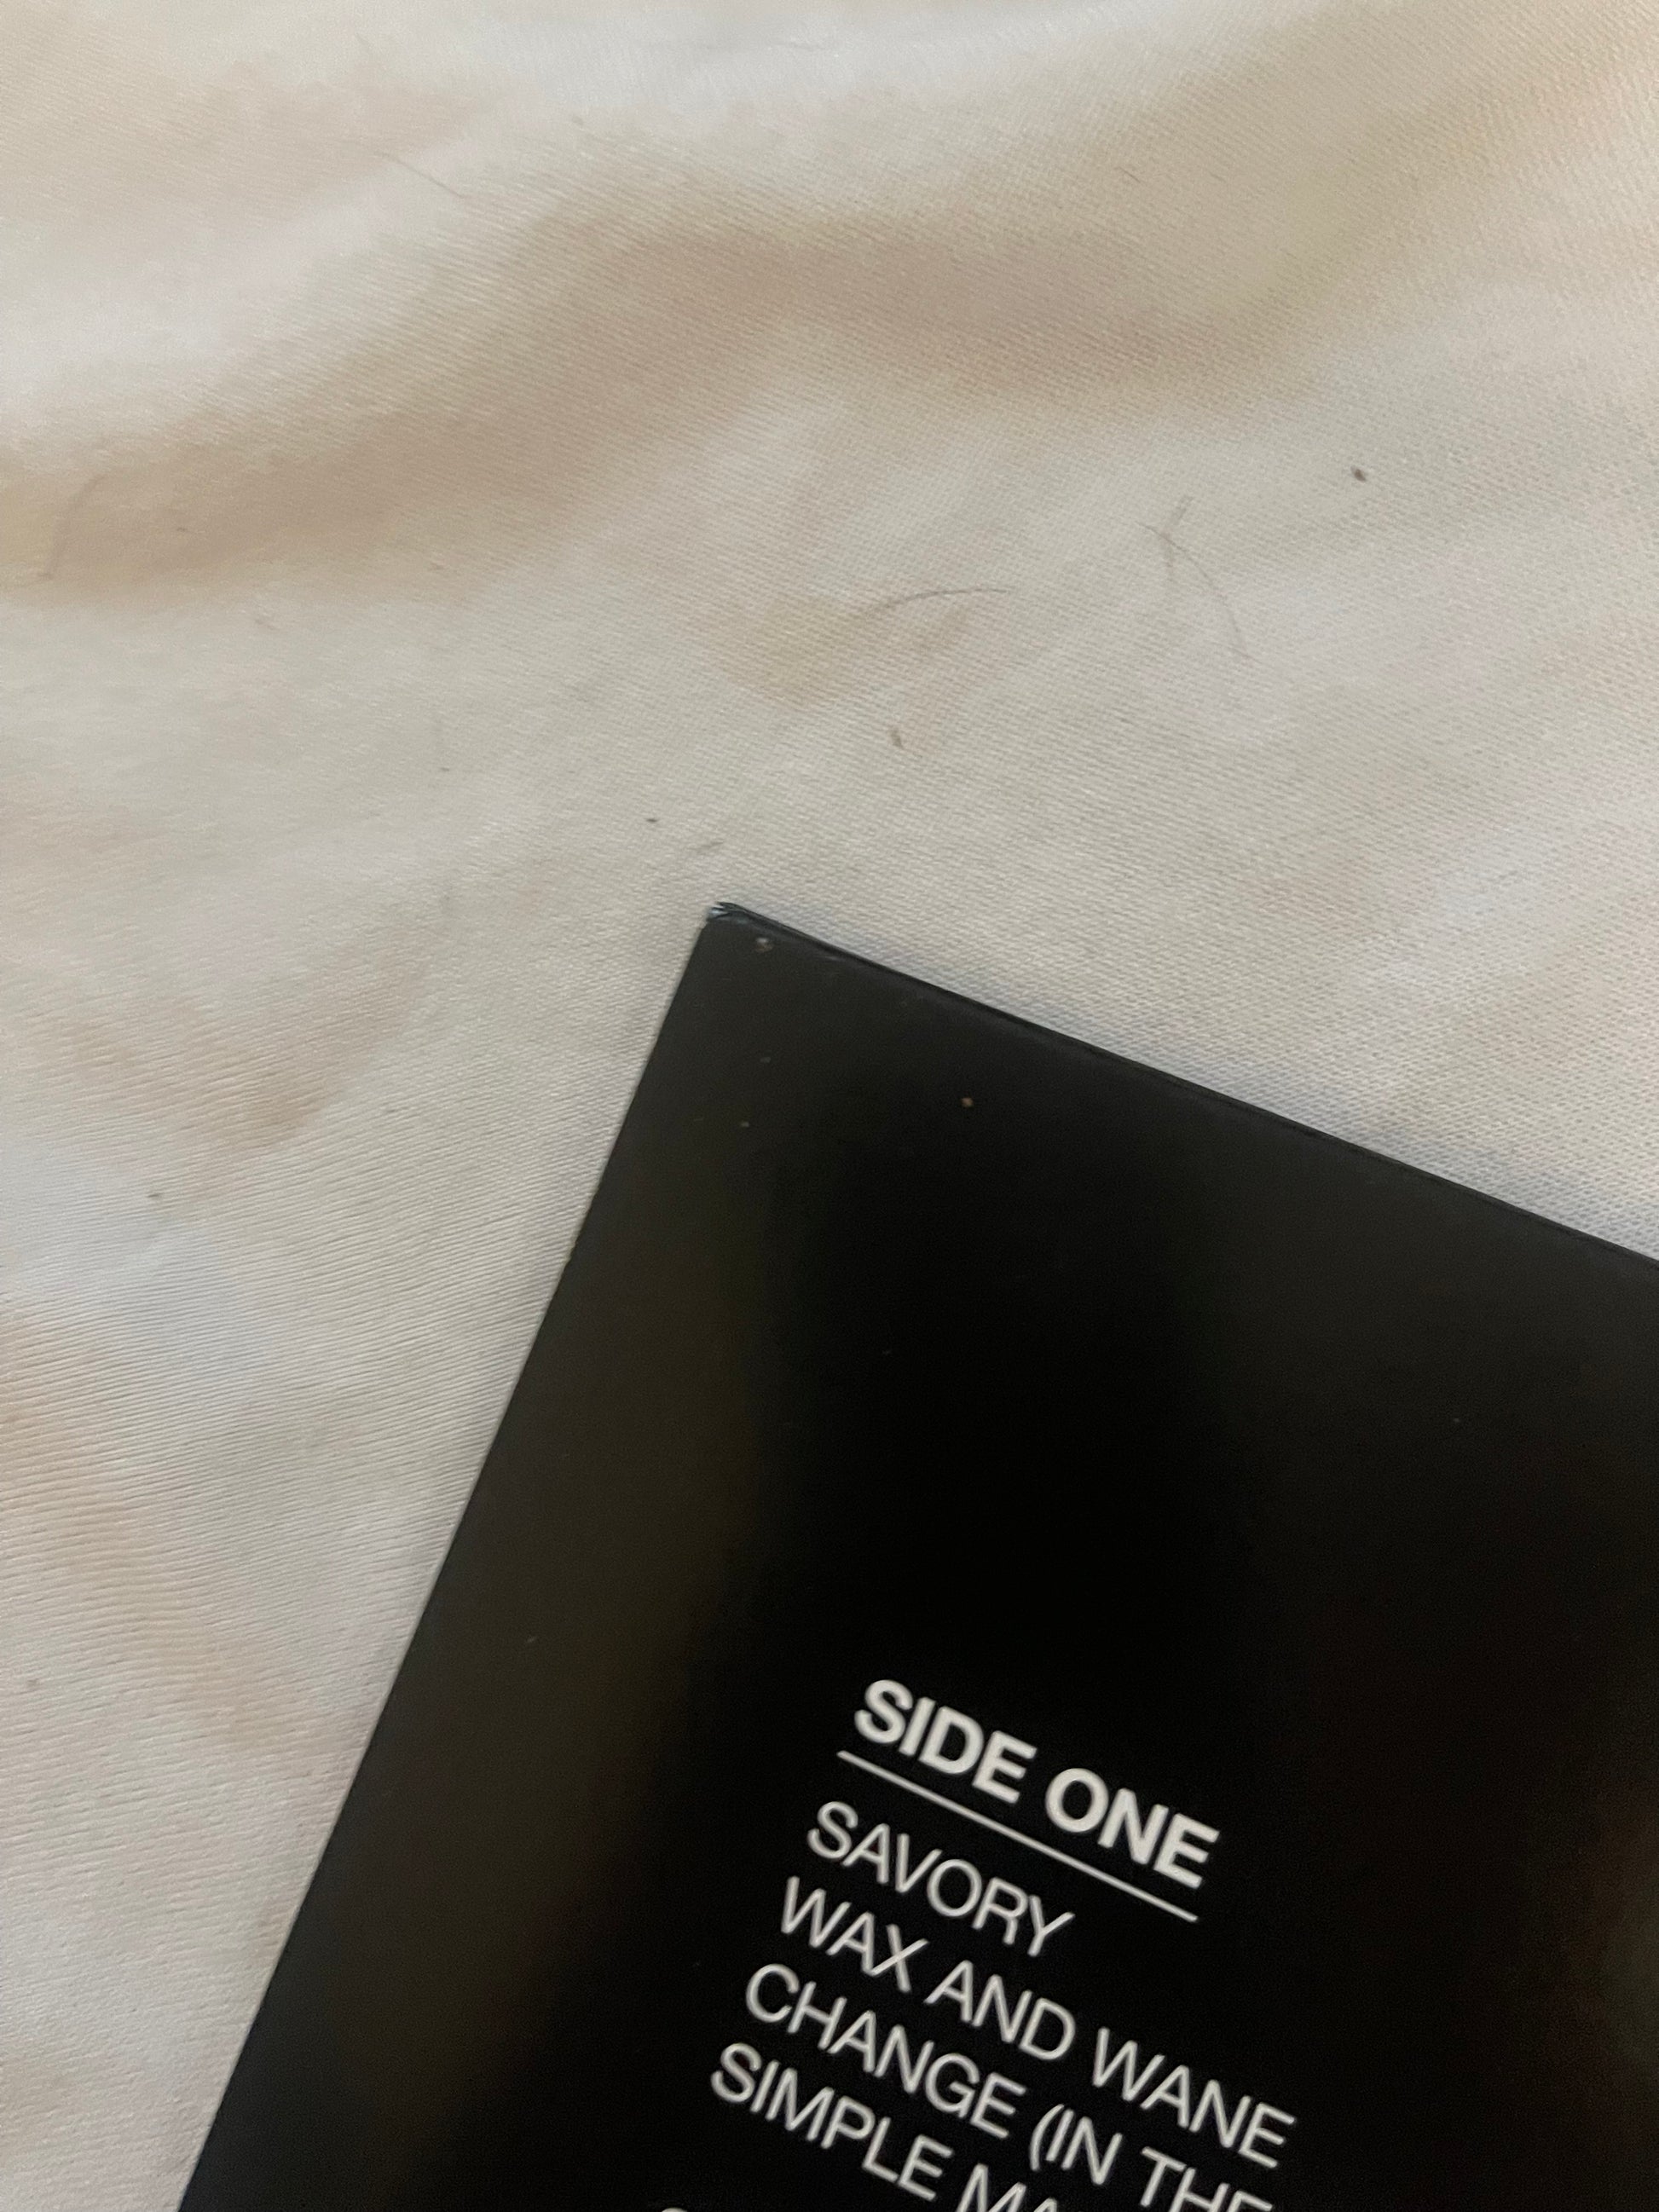 SIDE ONE
SAVORY
WAX AND WANE
CHANGE (IN THE
SIMPLE